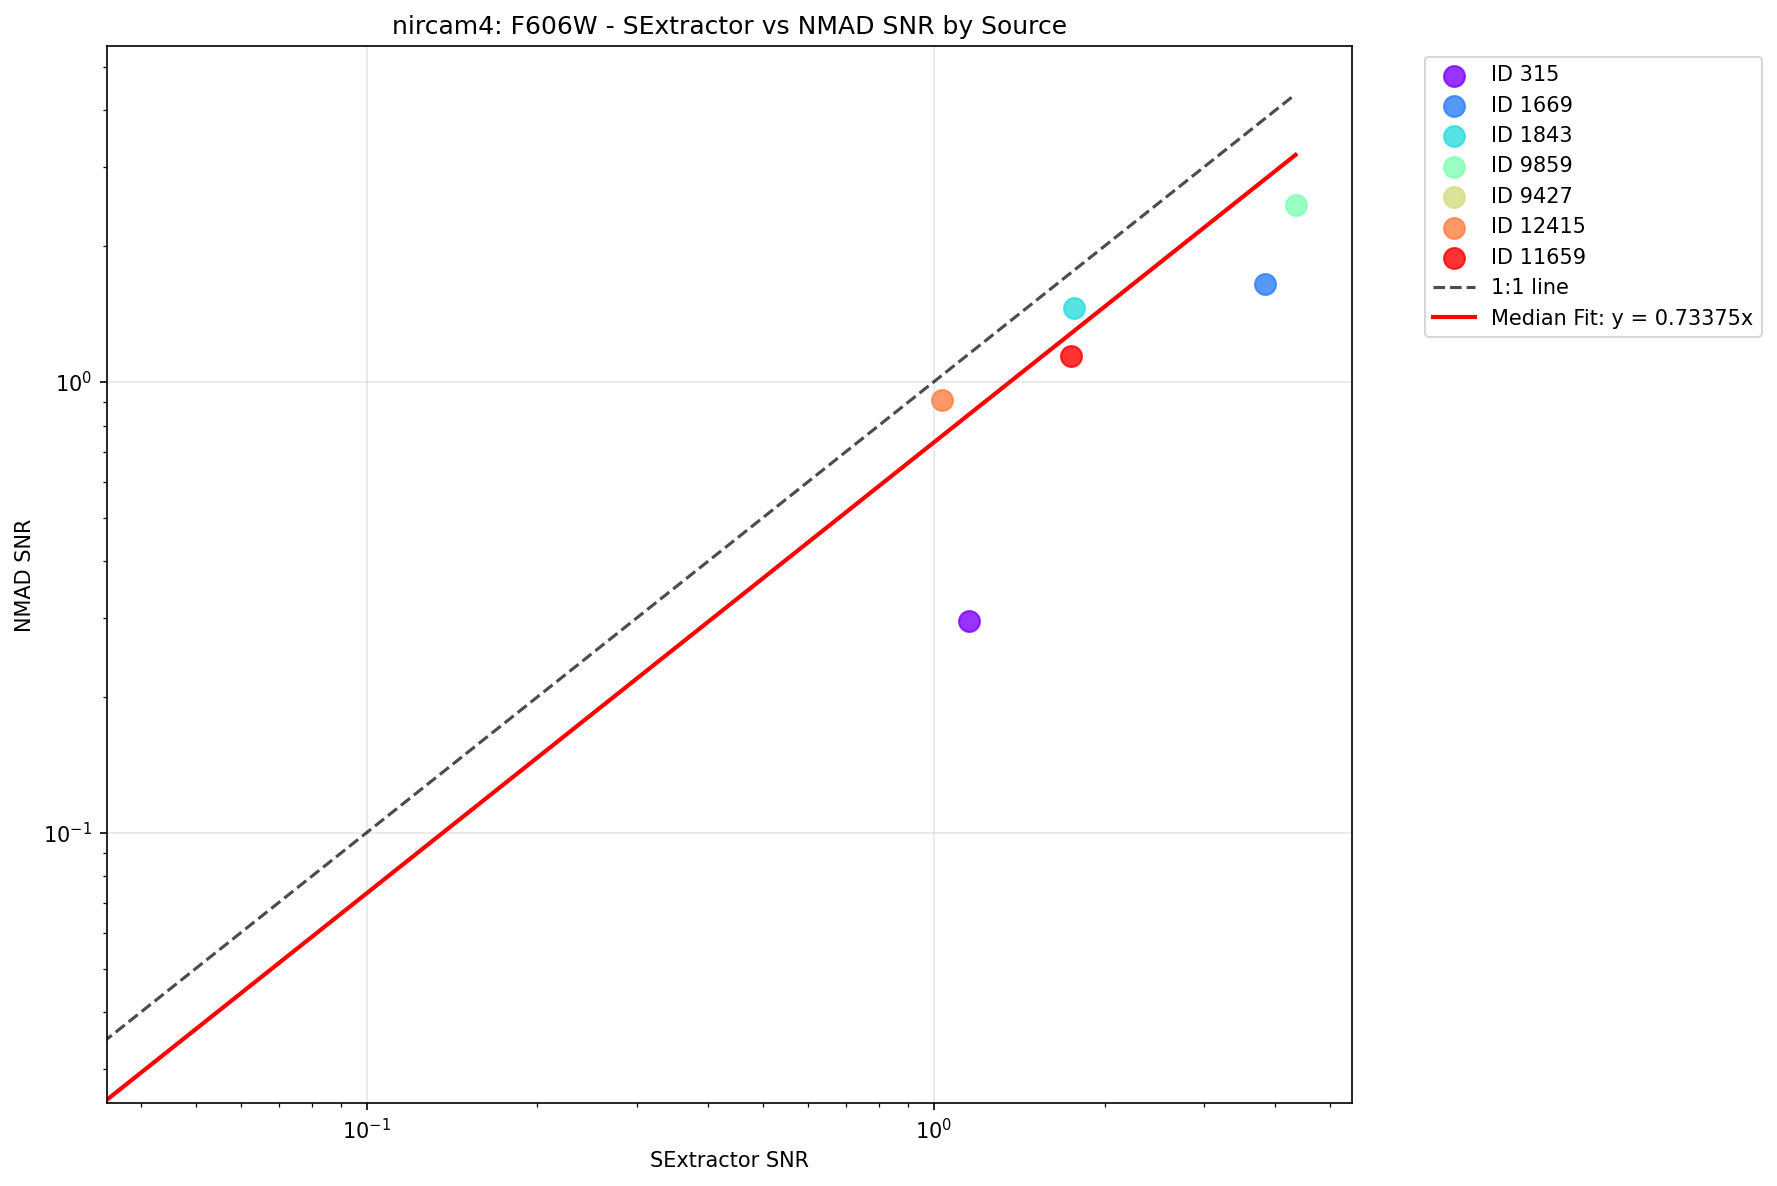 nircam4: F606W - SExtractor vs NMAD SNR by Source
ID 315
ID 1669
ID 1843
ID 9859
ID 9427
ID 12415
ID 11659
1:1 line
Median Fit: y = 0.73375x
NMAD SNR
10⁰
10⁻¹
10⁻¹
10⁰
SExtractor SNR